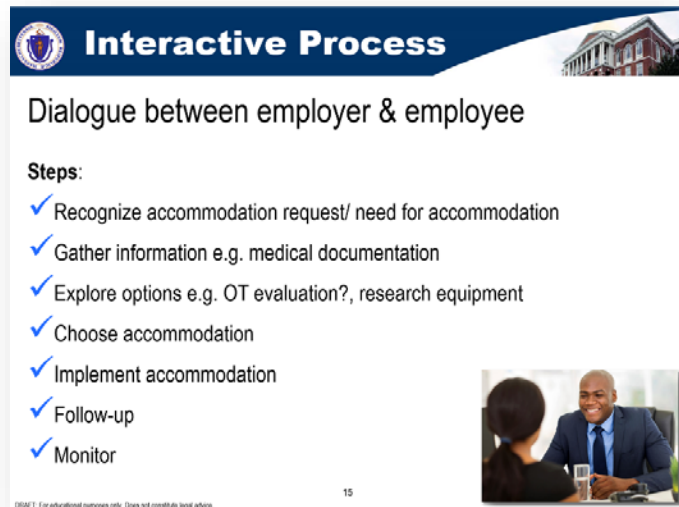 Interactive Process
Dialogue between employer & employee
Steps:
Recognize accommodation request/ need for accommodation
Gather information e.g. medical documentation
Explore options e.g. OT evaluation?, research equipment
Choose accommodation
Implement accommodation
Follow-up
Monitor
15
DRAFT: For educational purposes only. Does not constitute legal advice.